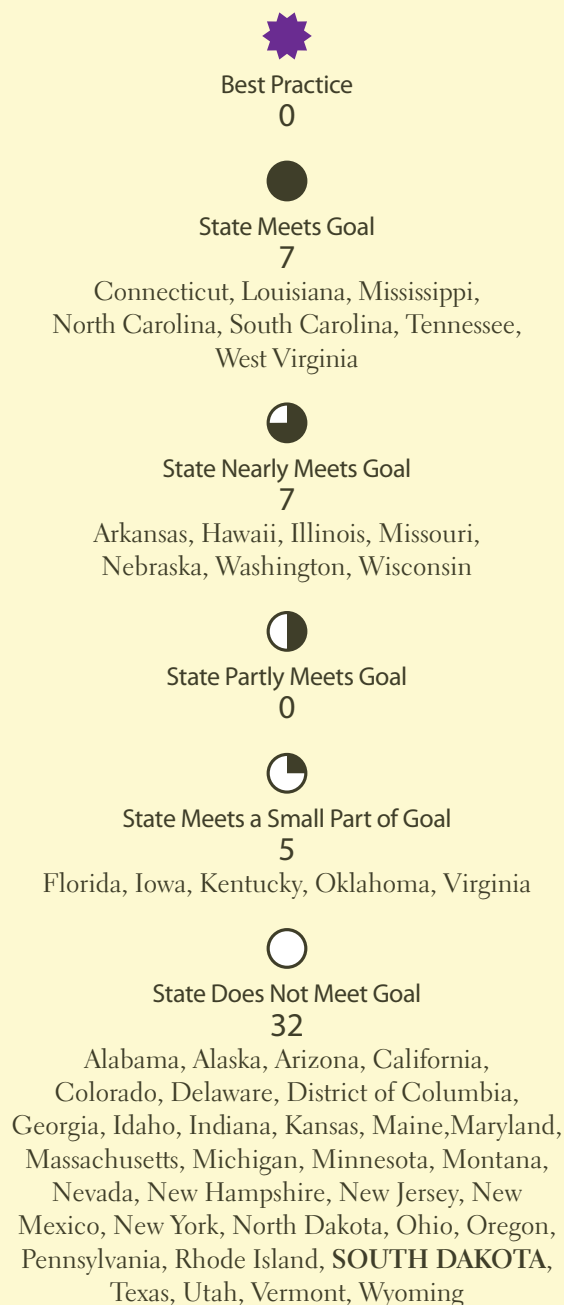 Best Practice
0
State Meets Goal
7
Connecticut, Louisiana, Mississippi,
North Carolina, South Carolina, Tennessee,
West Virginia
State Nearly Meets Goal
7
Arkansas, Hawaii, Illinois, Missouri,
Nebraska, Washington, Wisconsin
State Partly Meets Goal
0
State Meets a Small Part of Goal
5
Florida, Iowa, Kentucky, Oklahoma, Virginia
State Does Not Meet Goal
32
Alabama, Alaska, Arizona, California,
Colorado, Delaware, District of Columbia,
Georgia, Idaho, Indiana, Kansas, Maine,Maryland,
Massachusetts, Michigan, Minnesota, Montana,
Nevada, New Hampshire, New Jersey, New
Mexico, New York, North Dakota, Ohio, Oregon,
Pennsylvania, Rhode Island, SOUTH DAKOTA,
Texas, Utah, Vermont, Wyoming